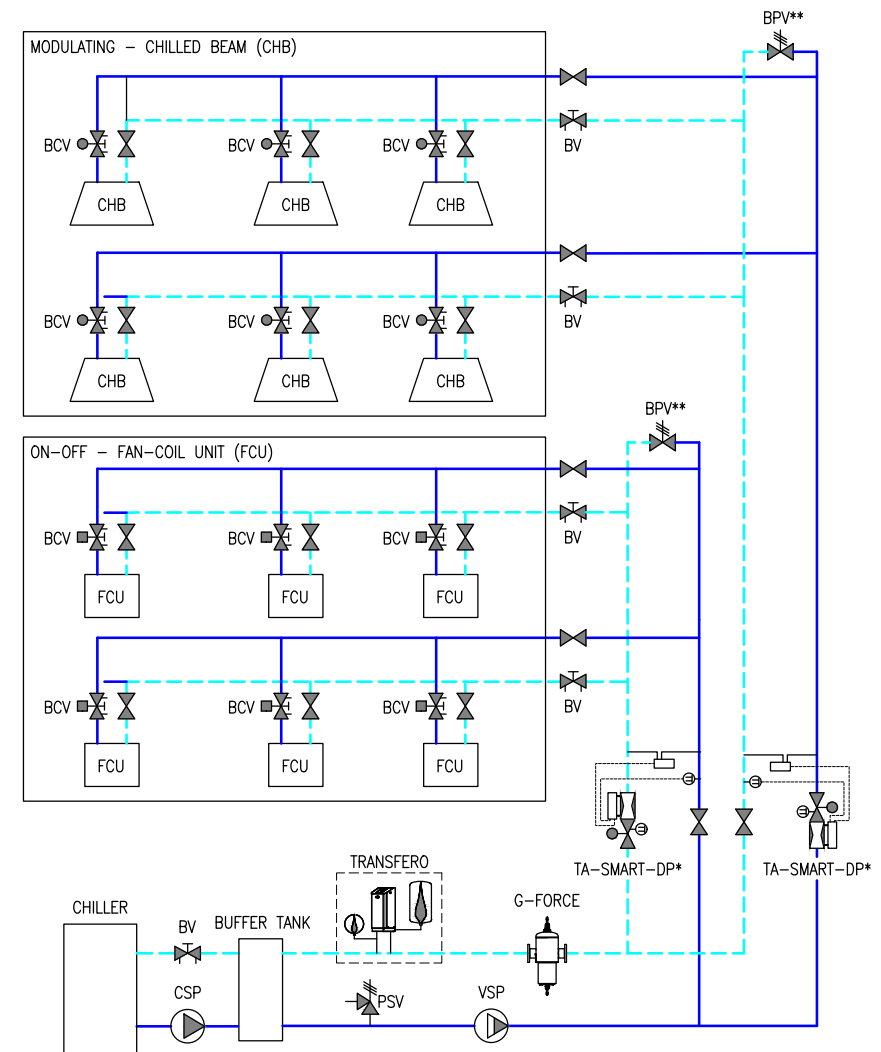 BPV**
MODULATING - CHILLED BEAM (CHB)
BV
BCV
BCV
BCV
CHB
CHB
CHB
BV
BCV
BCV
BCV
CHB
CHB
CHB
BPV**
ON-OFF - FAN-COIL UNIT (FCU)
BV
BCV
BCV
BCV
FCU
FCU
FCU
BV
BCV
BCV
BCV
FCU
FCU
FCU
TRANSFERO
TA-SMART-DP*
TA-SMART-DP*
G-FORCE
CHILLER
BV
BUFFER TANK
CSP
PSV
VSP